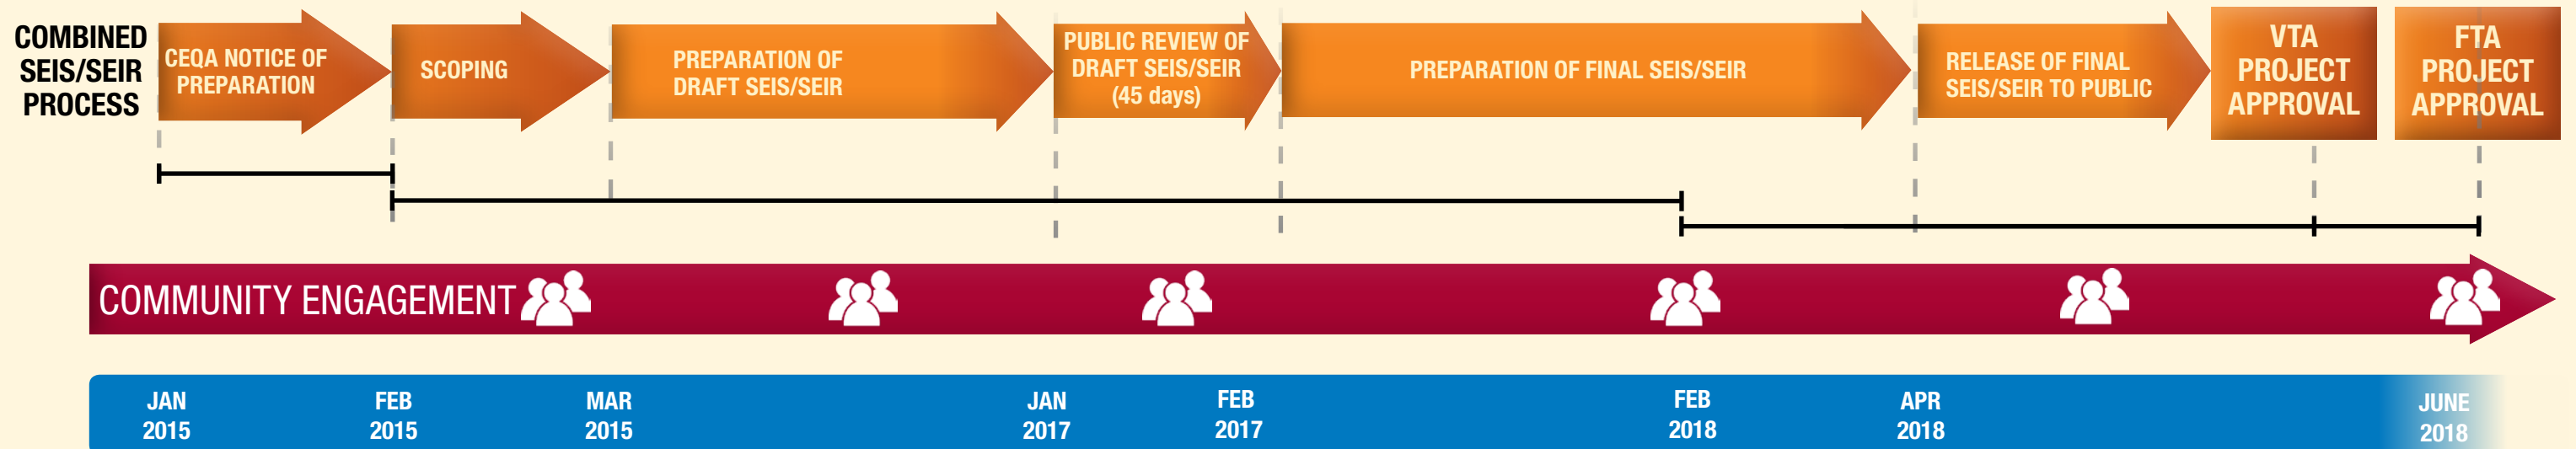 COMBINED
SEIS/SEIR
PROCESS
CEQA NOTICE OF
PREPARATION
SCOPING
PREPARATION OF
DRAFT SEIS/SEIR
PUBLIC REVIEW OF
DRAFT SEIS/SEIR
(45 days)
PREPARATION OF FINAL SEIS/SEIR
RELEASE OF FINAL
SEIS/SEIR TO PUBLIC
VTA
PROJECT
APPROVAL
FTA
PROJECT
APPROVAL
COMMUNITY ENGAGEMENT
JAN
2015
FEB
2015
MAR
2015
JAN
2017
FEB
2017
FEB
2018
APR
2018
JUNE
2018